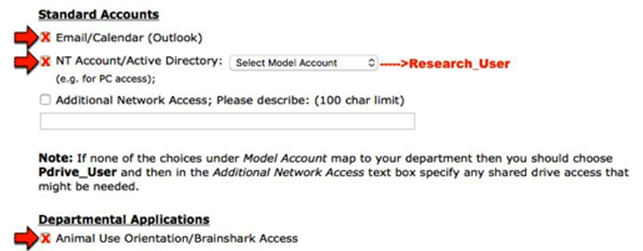 Standard Accounts
X Email/Calendar (Outlook)
X NT Account/Active Directory: Select Model Account ----->Research_User
(e.g. for PC access);
Additional Network Access; Please describe: (100 char limit)
Note: If none of the choices under Model Account map to your department then you should choose
Pdrive_User and then in the Additional Network Access text box specify any shared drive access that
might be needed.
Departmental Applications
X Animal Use Orientation/Brainshark Access